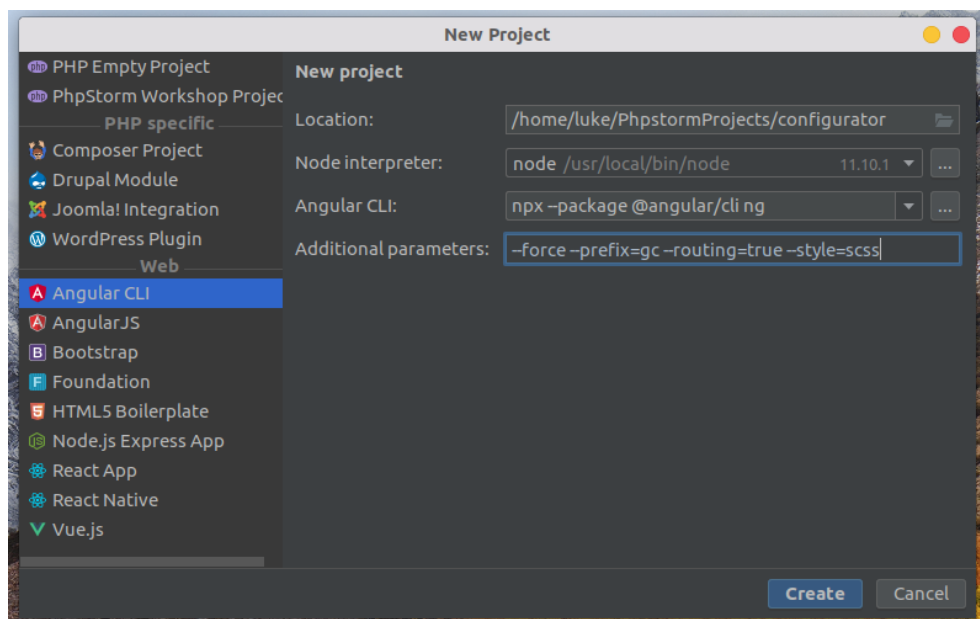 New Project
PHP Empty Project
PhpStorm Workshop Projec
PHP specific
Composer Project
Drupal Module
Joomla! Integration
WordPress Plugin
Web
Angular CLI
AngularJS
Bootstrap
Foundation
HTML5 Boilerplate
Node.js Express App
React App
React Native
Vue.js
New project
Location: /home/luke/PhpstormProjects/configurator
Node interpreter: node /usr/local/bin/node 11.10.1 ...
Angular CLI: npx --package @angular/cli ng ...
Additional parameters: --force --prefix=gc --routing=true --style=scss
Create Cancel